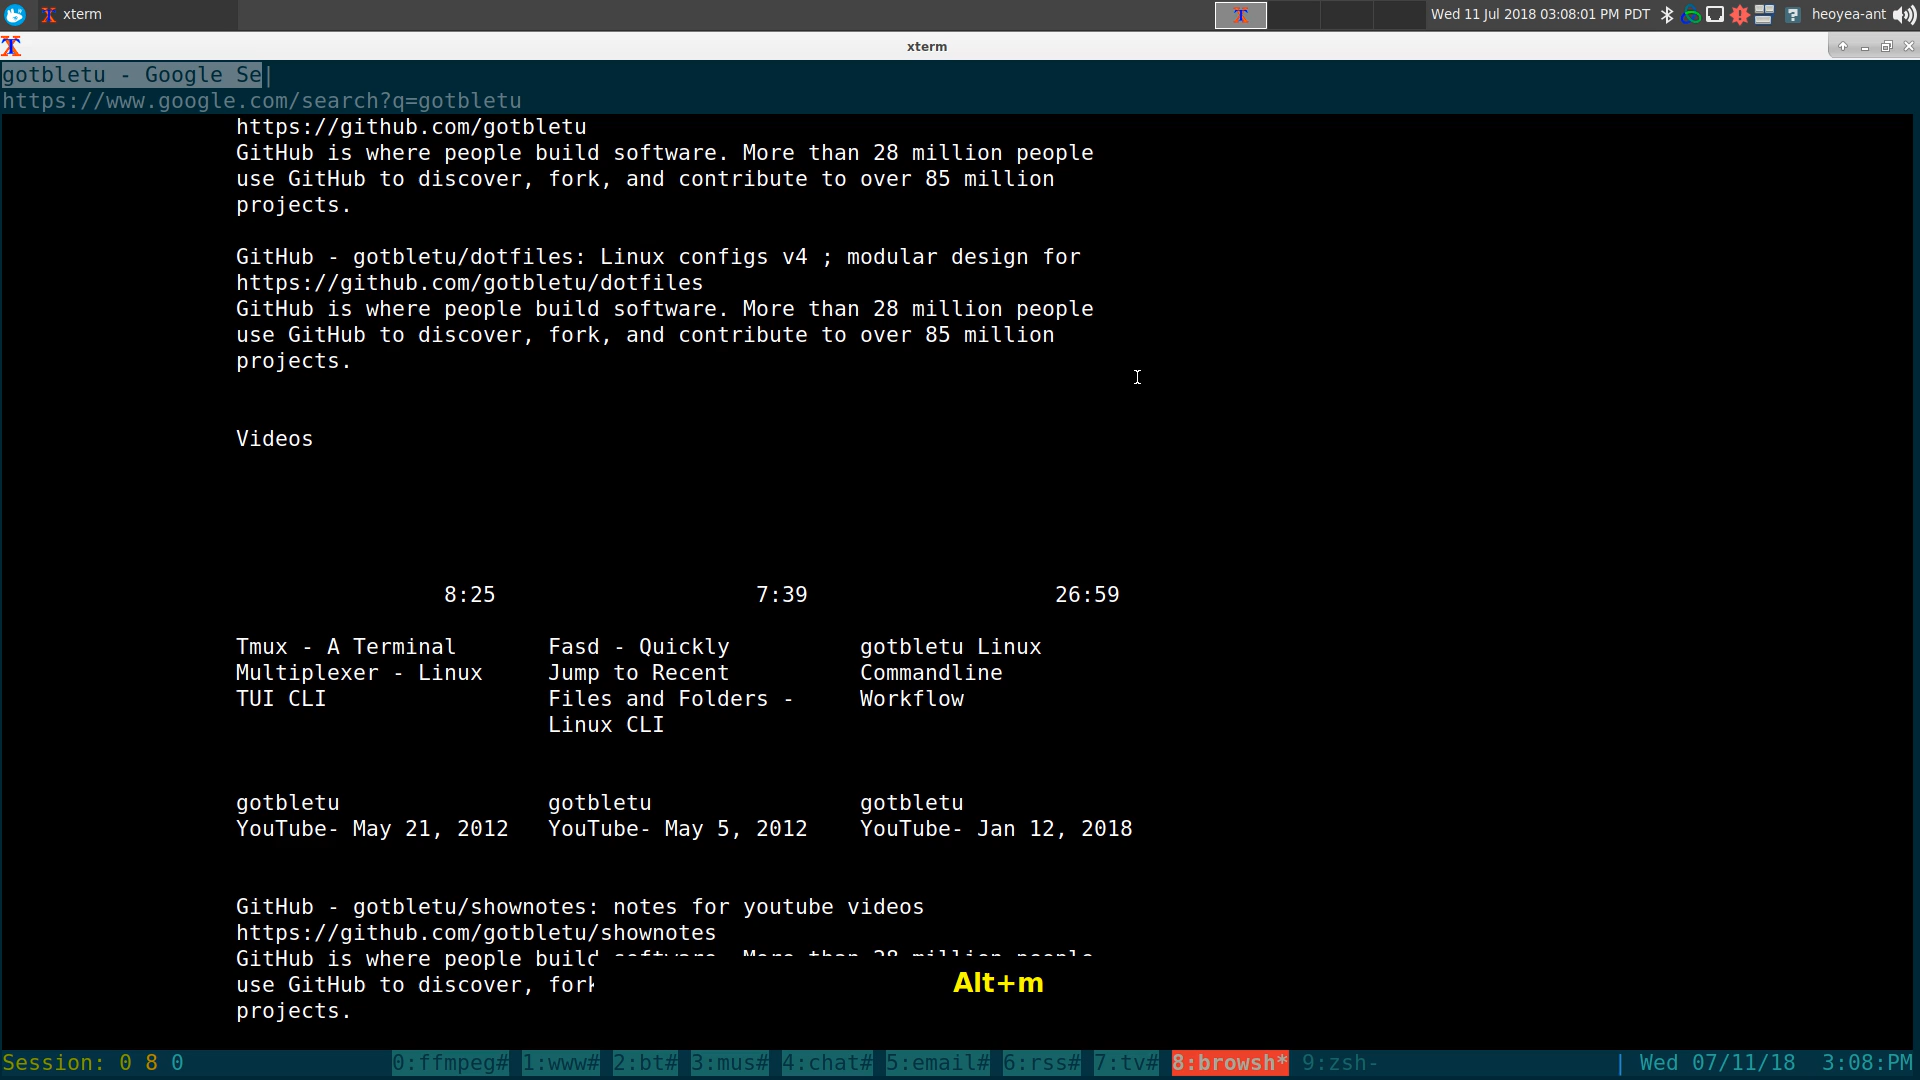 xterm
Wed 11 Jul 2018 03:08:01 PM PDT
heoyea-ant
xterm
gotbletu - Google Se|
https://www.google.com/search?q=gotbletu
https://github.com/gotbletu
GitHub is where people build software. More than 28 million people
use GitHub to discover, fork, and contribute to over 85 million
projects.
GitHub - gotbletu/dotfiles: Linux configs v4 ; modular design for
https://github.com/gotbletu/dotfiles
GitHub is where people build software. More than 28 million people
use GitHub to discover, fork, and contribute to over 85 million
projects.
Videos
8:25 7:39 26:59
Tmux - A Terminal
Multiplexer - Linux
TUI CLI
Fasd - Quickly
Jump to Recent
Files and Folders -
Linux CLI
gotbletu Linux
Commandline
Workflow
gotbletu
YouTube- May 21, 2012
gotbletu
YouTube- May 5, 2012
gotbletu
YouTube- Jan 12, 2018
GitHub - gotbletu/shownotes: notes for youtube videos
https://github.com/gotbletu/shownotes
GitHub is where people build software. More than 28 million people
use GitHub to discover, fork
projects.
Alt+m
Session: 0 8 0 0:ffmpeg# 1:www# 2:bt# 3:mus# 4:chat# 5:email# 6:rss# 7:tv# 8:browsh* 9:zsh- | Wed 07/11/18 3:08:PM